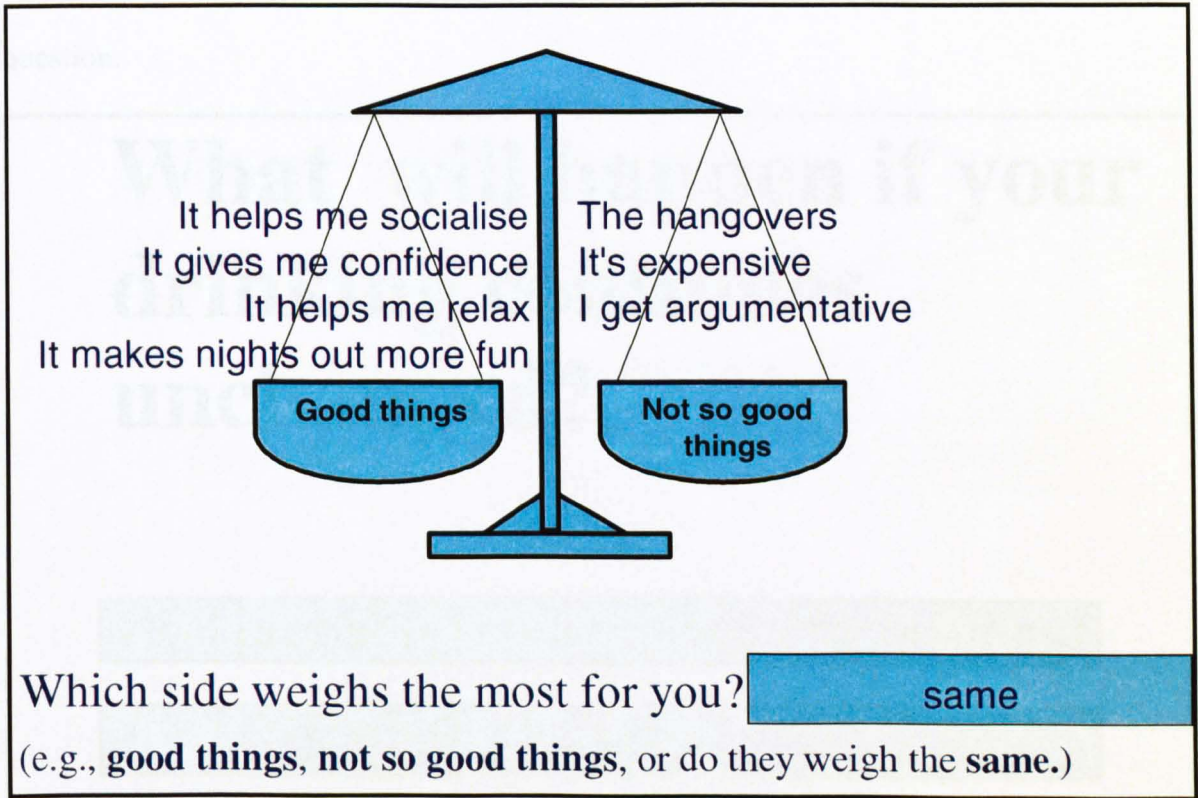 It helps me socialise
It gives me confidence
It helps me relax
It makes nights out more fun
The hangovers
It's expensive
I get argumentative
Good things
Not so good
things
Which side weighs the most for you?
same
(e.g., good things, not so good things, or do they weigh the same.)